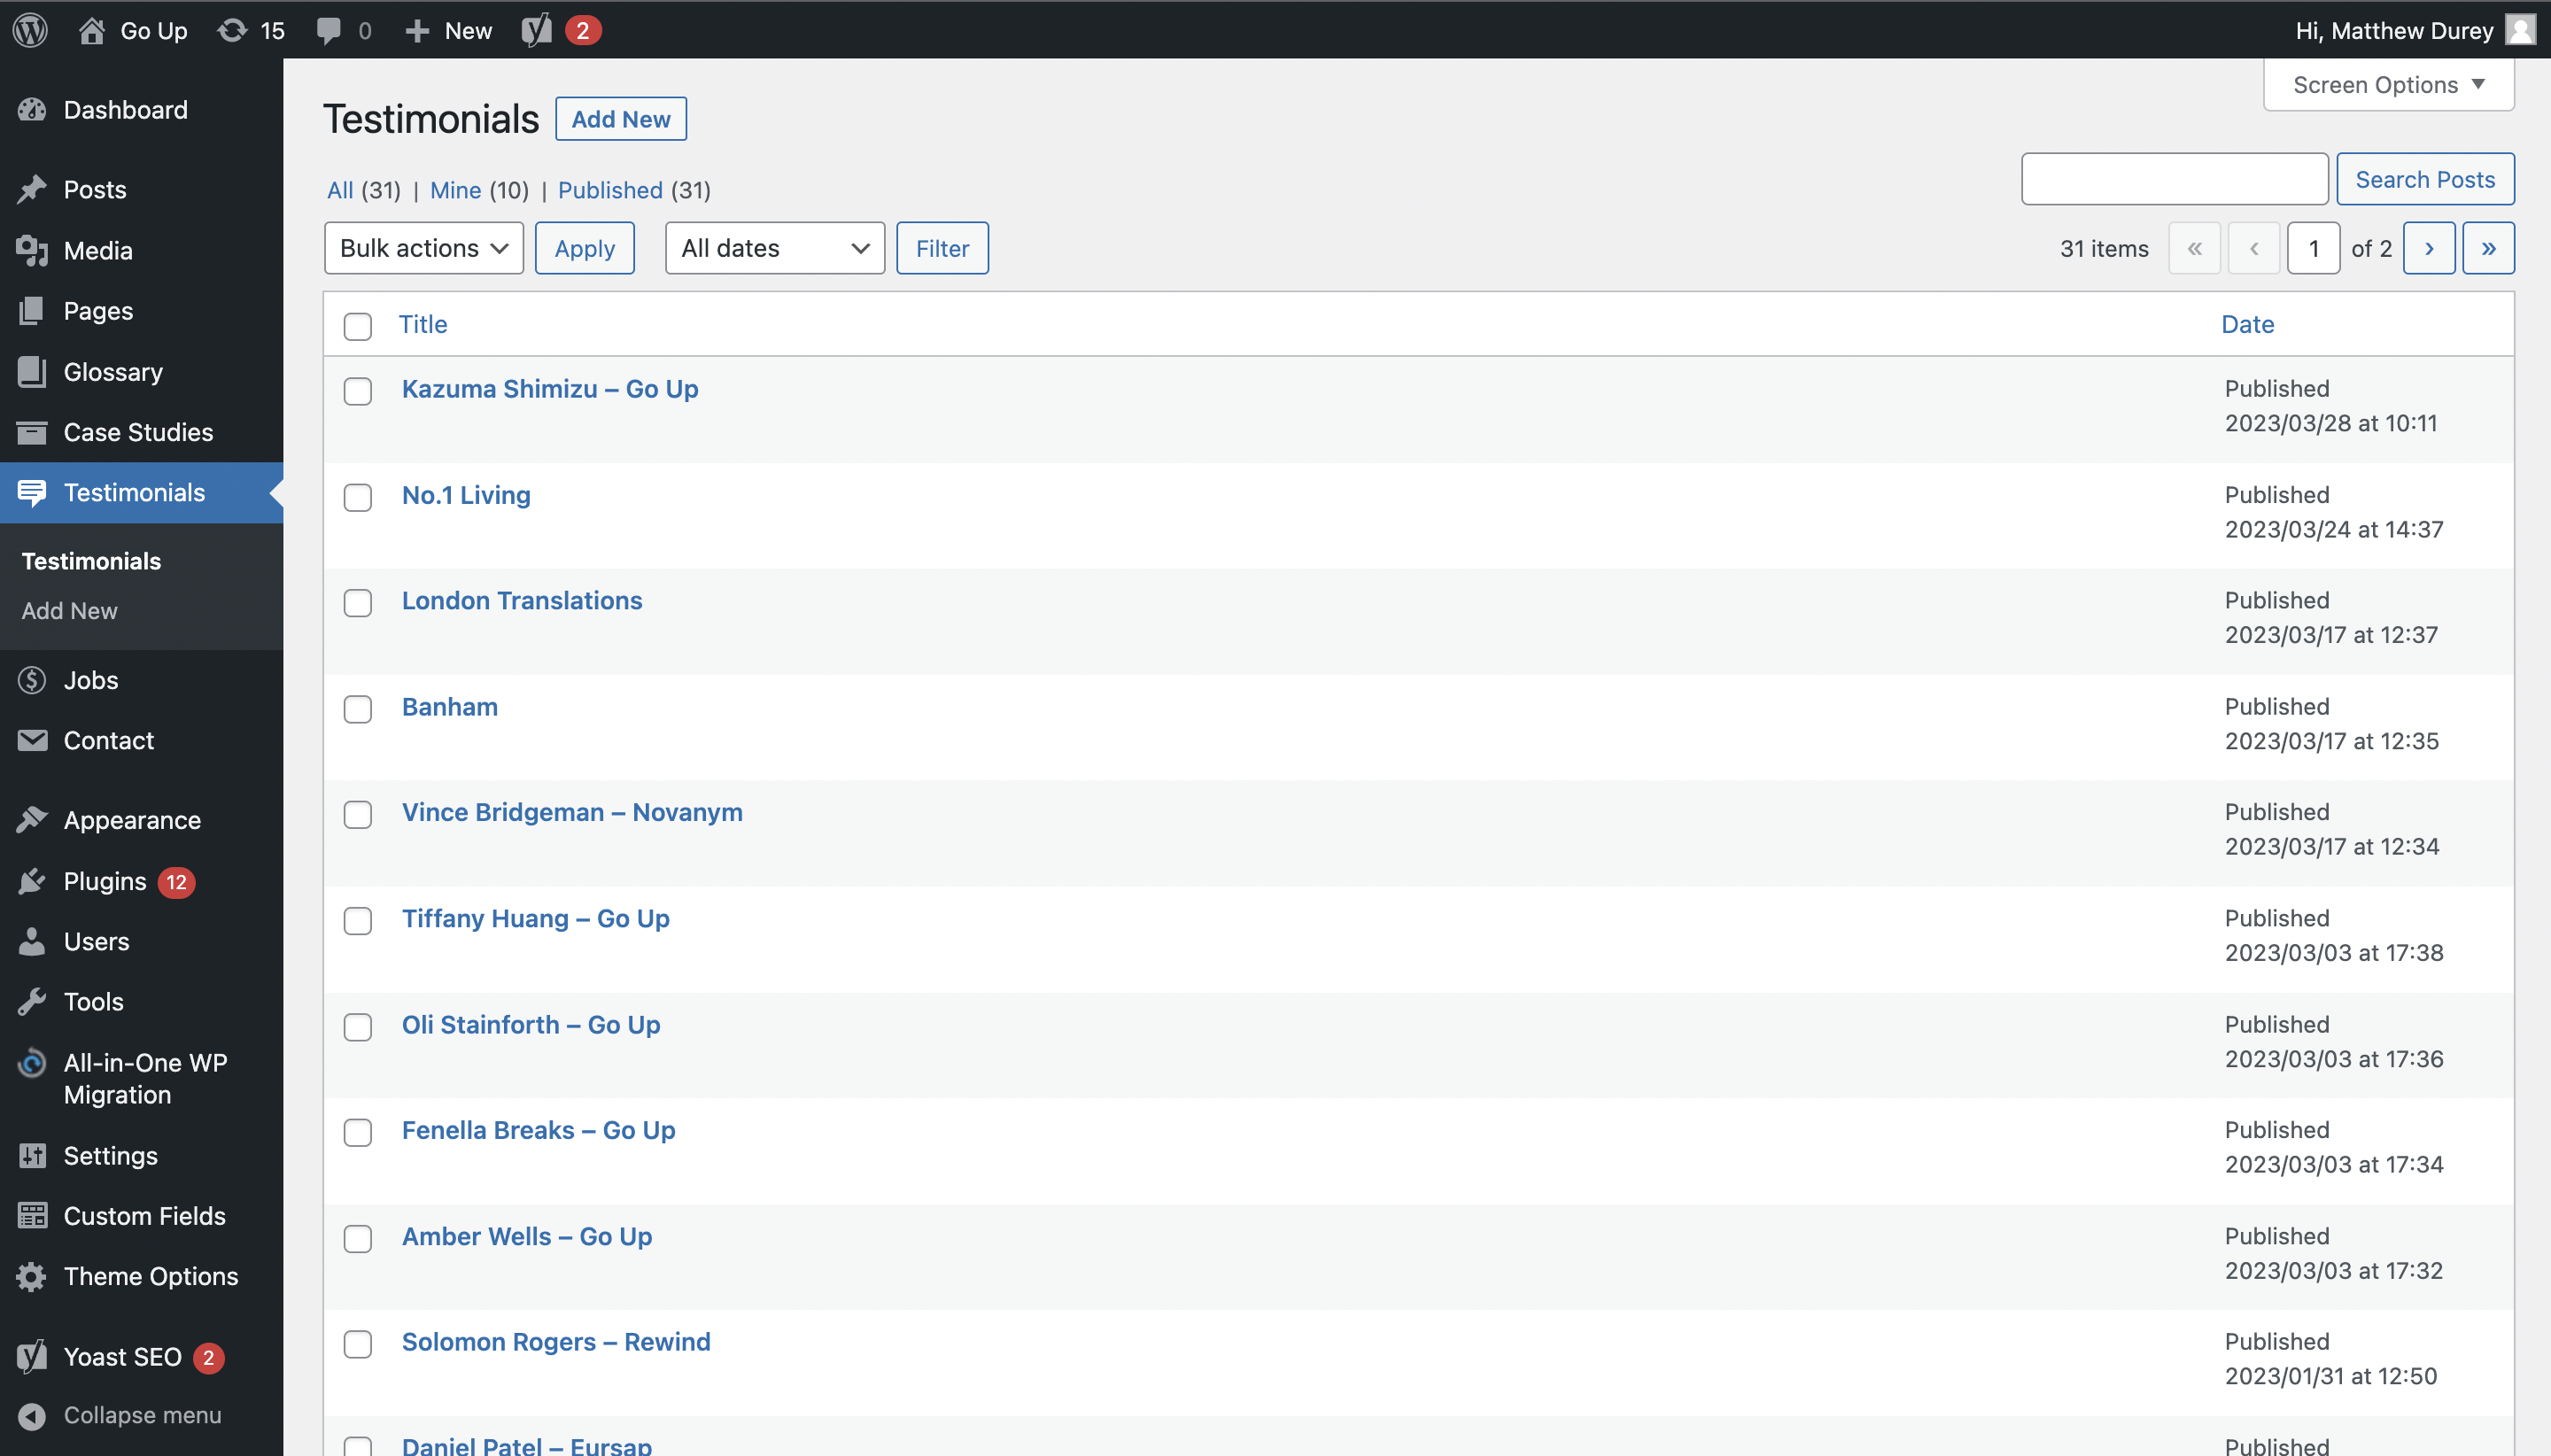 Go Up 15 0 New 2 Hi, Matthew Durey
Screen Options
Dashboard
Posts
Media
Pages
Glossary
Case Studies
Testimonials
Testimonials
Add New
Jobs
Contact
Appearance
Plugins 12
Users
Tools
All-in-One WP
Migration
Settings
Custom Fields
Theme Options
Yoast SEO 2
Collapse menu
Testimonials Add New
All (31) | Mine (10) | Published (31)
Search Posts
Bulk actions Apply All dates Filter
31 items « ‹ 1 of 2 › »
Title Date
Kazuma Shimizu – Go Up Published
2023/03/28 at 10:11
No.1 Living Published
2023/03/24 at 14:37
London Translations Published
2023/03/17 at 12:37
Banham Published
2023/03/17 at 12:35
Vince Bridgeman – Novanym Published
2023/03/17 at 12:34
Tiffany Huang – Go Up Published
2023/03/03 at 17:38
Oli Stainforth – Go Up Published
2023/03/03 at 17:36
Fenella Breaks – Go Up Published
2023/03/03 at 17:34
Amber Wells – Go Up Published
2023/03/03 at 17:32
Solomon Rogers – Rewind Published
2023/01/31 at 12:50
Daniel Patel – Eursap Published